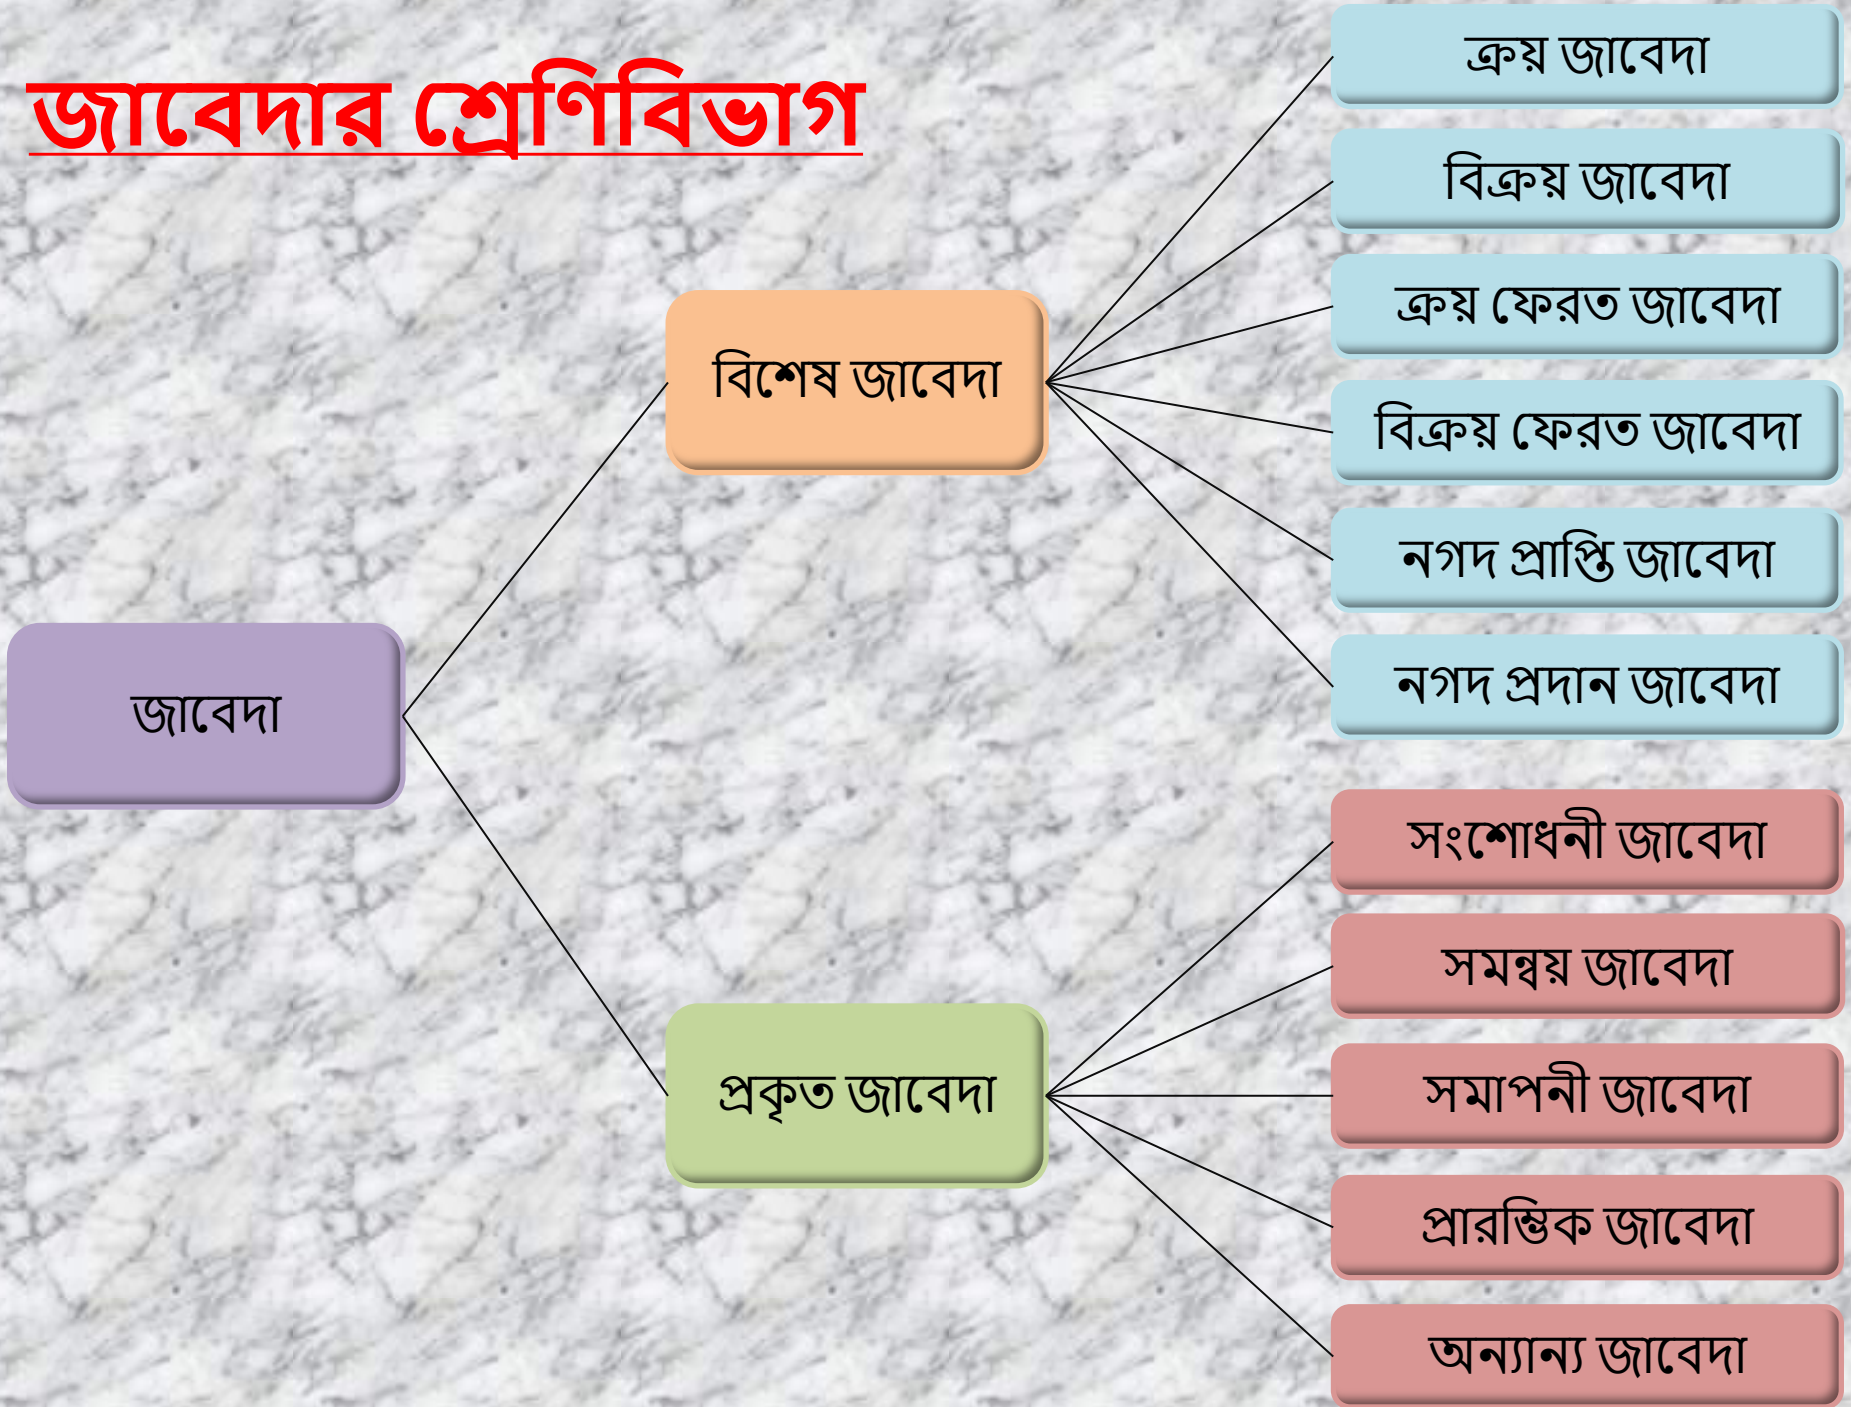 জাবেদার শ্রেণিবিভাগ
জাবেদা
বিশেষ জাবেদা
ক্রয় জাবেদা
বিক্রয় জাবেদা
ক্রয় ফেরত জাবেদা
বিক্রয় ফেরত জাবেদা
নগদ প্রাপ্তি জাবেদা
নগদ প্রদান জাবেদা
প্রকৃত জাবেদা
সংশোধনী জাবেদা
সমন্বয় জাবেদা
সমাপনী জাবেদা
প্রারম্ভিক জাবেদা
অন্যান্য জাবেদা